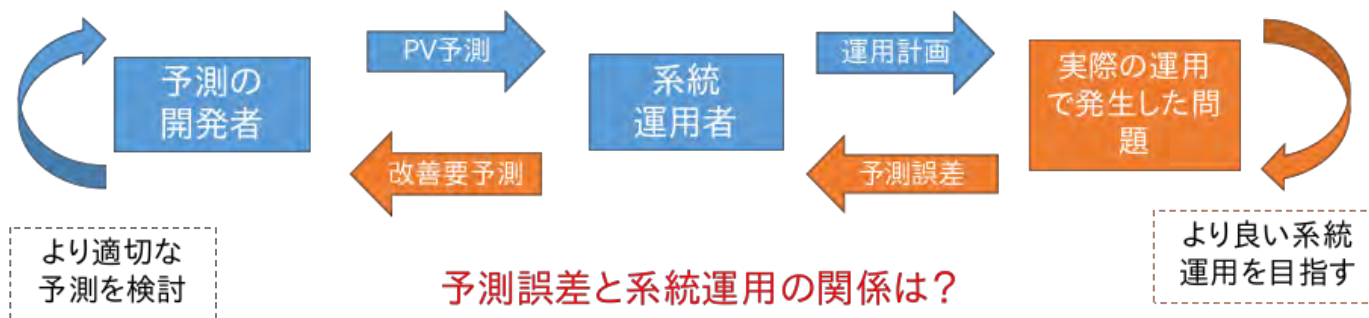 PV予測
運用計画
予測の
開発者
系統
運用者
実際の運用
で発生した問
題
改善要予測
予測誤差
より適切な
予測を検討
予測誤差と系統運用の関係は?
より良い系統
運用を目指す